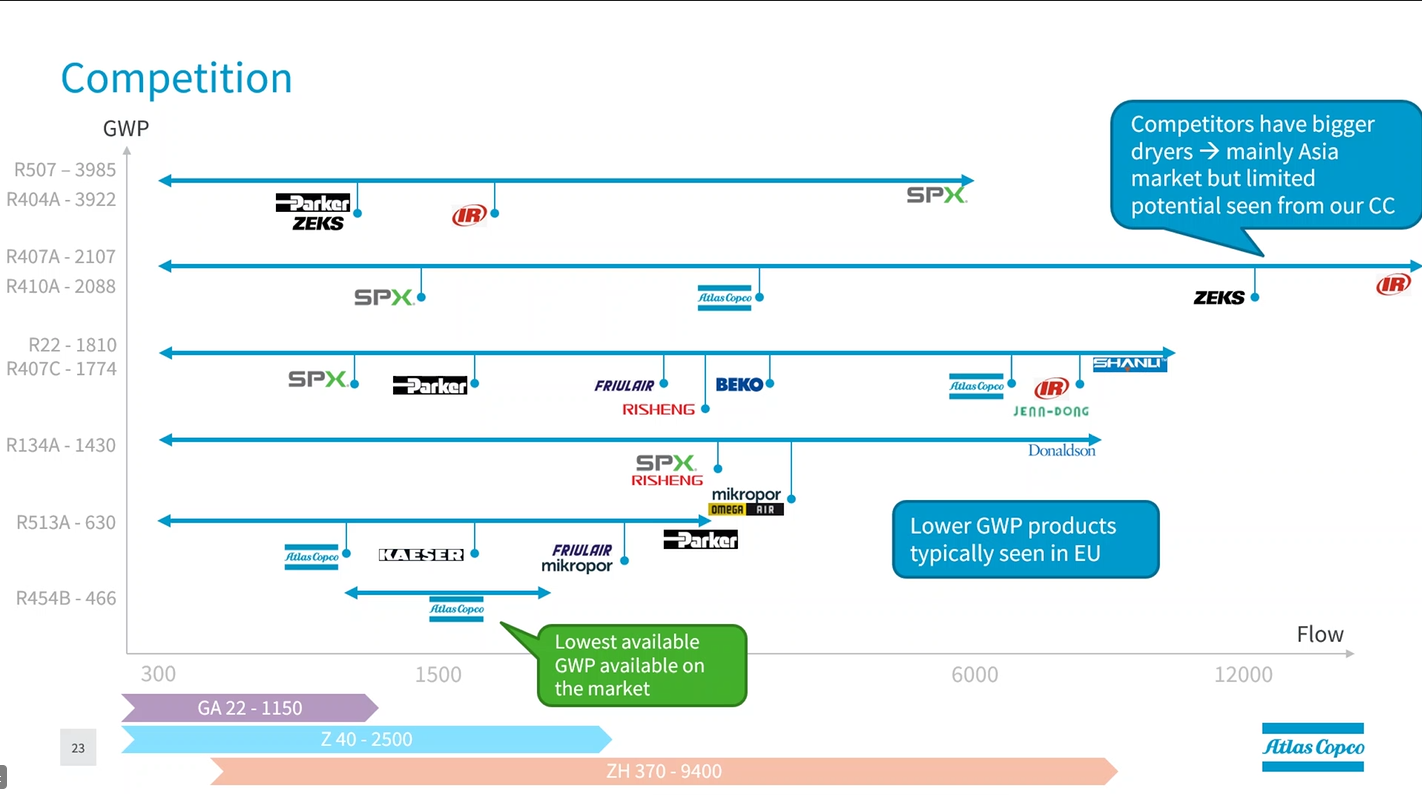 Competition
GWP
Competitors have bigger
dryers → mainly Asia
market but limited
potential seen from our CC
R507 – 3985
R404A - 3922
Parker
ZEKS
IR
SPX
R407A - 2107
R410A - 2088
SPX
Atlas Copco
ZEKS
IR
R22 - 1810
R407C - 1774
SPX
Parker
FRIULAIR
RISHENG
BEKO
Atlas Copco
IR
JENN-DONG
SHANLI
R134A - 1430
SPX
RISHENG
mikropor
OMEGA AIR
Donaldson
R513A - 630
Atlas Copco
KAESER
FRIULAIR
mikropor
Parker
Lower GWP products
typically seen in EU
R454B - 466
Atlas Copco
Lowest available
GWP available on
the market
Flow
300
1500
6000
12000
GA 22 - 1150
Z 40 - 2500
ZH 370 - 9400
23
Atlas Copco